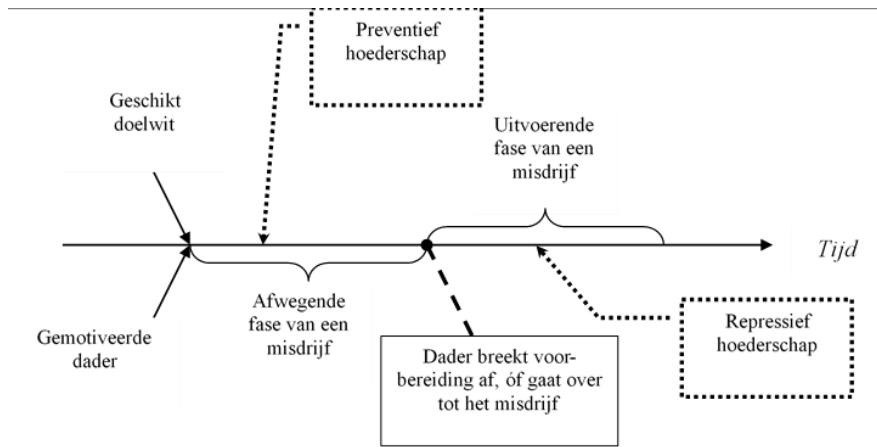 Preventief
hoederschap
Geschikt
doelwit
Uitvoerende
fase van een
misdrijf
Tijd
Afwegende
fase van een
misdrijf
Gemotiveerde
dader
Repressief
hoederschap
Dader breekt voor-
bereiding af, óf gaat over
tot het misdrijf